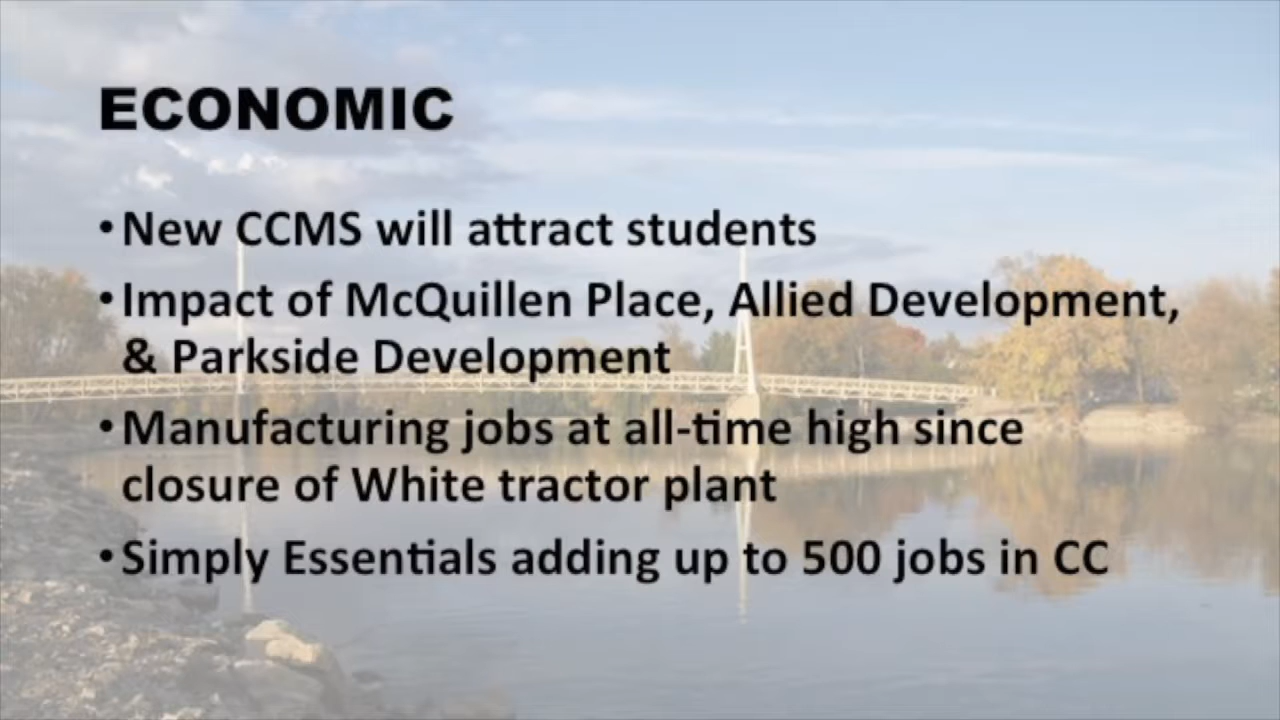 ECONOMIC
• New CCMS will attract students
• Impact of McQuillen Place, Allied Development,
& Parkside Development
• Manufacturing jobs at all-time high since
closure of White tractor plant
• Simply Essentials adding up to 500 jobs in CC